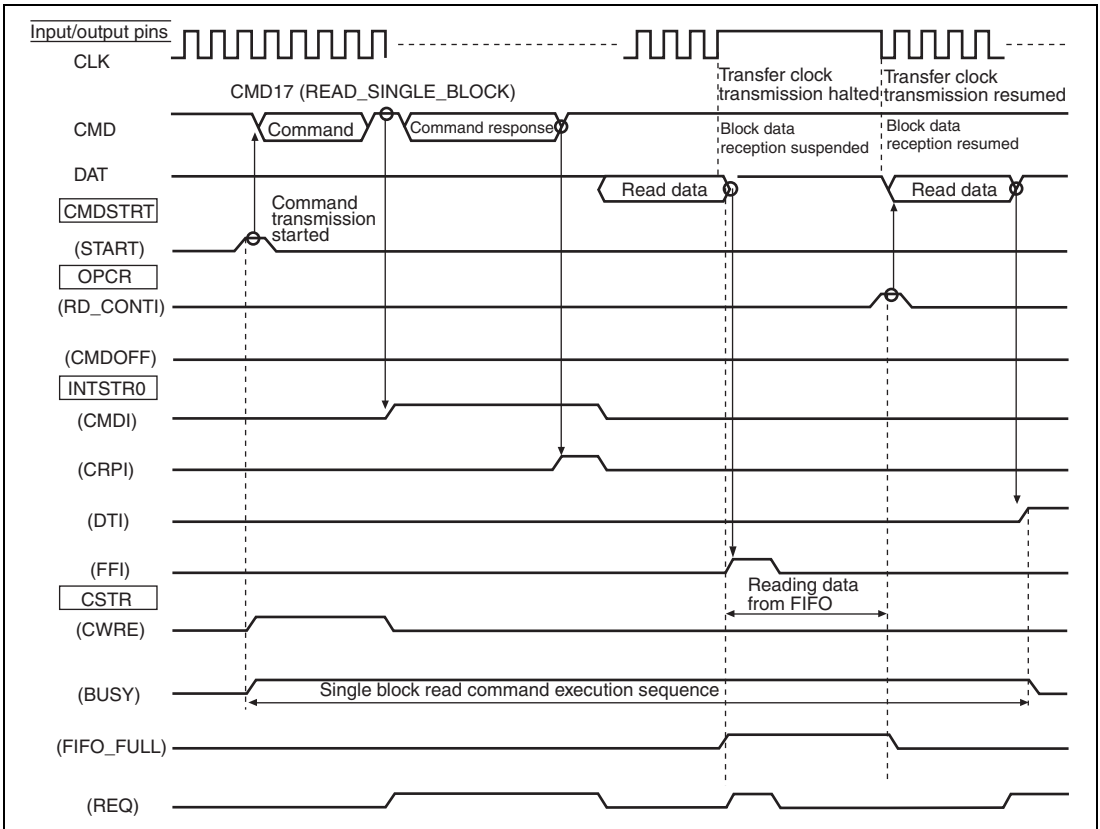 Input/output pins
CLK
Transfer clock
transmission halted
Transfer clock
transmission resumed
CMD17 (READ_SINGLE_BLOCK)
CMD
Command
Command response
Block data
reception suspended
Block data
reception resumed
DAT
Read data
Read data
CMDSTRT
Command
transmission
started
(START)
OPCR
(RD_CONTI)
(CMDOFF)
INTSTR0
(CMDI)
(CRPI)
(DTI)
(FFI)
Reading data
from FIFO
CSTR
(CWRE)
(BUSY)
Single block read command execution sequence
(FIFO_FULL)
(REQ)